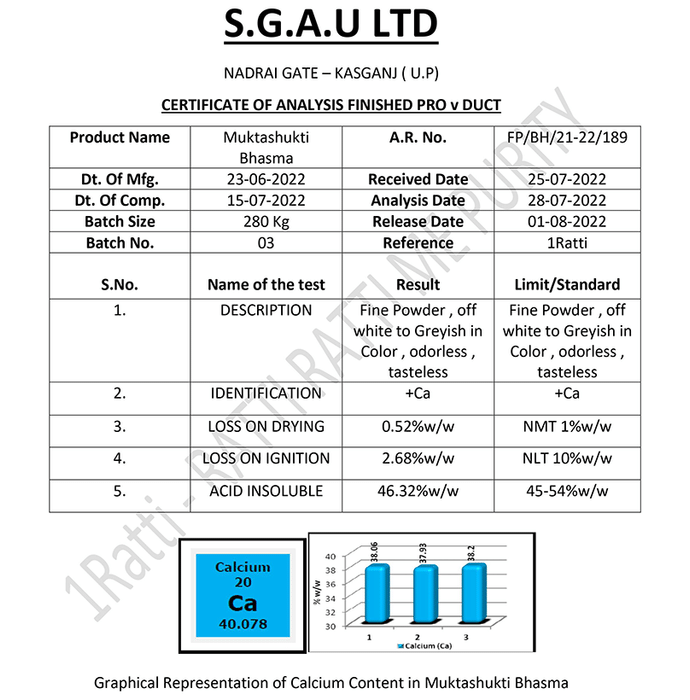 S.G.A.U LTD
NADRAI GATE – KASGANJ ( U.P)
CERTIFICATE OF ANALYSIS FINISHED PRO v DUCT
Product Name Muktashukti Bhasma A.R. No. FP/BH/21-22/189
Dt. Of Mfg. 23-06-2022 Received Date 25-07-2022
Dt. Of Comp. 15-07-2022 Analysis Date 28-07-2022
Batch Size 280 Kg Release Date 01-08-2022
Batch No. 03 Reference 1Ratti
S.No. Name of the test Result Limit/Standard
1. DESCRIPTION Fine Powder , off white to Greyish in Color , odorless , tasteless Fine Powder , off white to Greyish in Color , odorless , tasteless
2. IDENTIFICATION +Ca +Ca
3. LOSS ON DRYING 0.52%w/w NMT 1%w/w
4. LOSS ON IGNITION 2.68%w/w NLT 10%w/w
5. ACID INSOLUBLE 46.32%w/w 45-54%w/w
1Ratti - RATTI RATTI ME PURITY
Calcium
20
Ca
40.078
% w/w
40
38
36
34
32
30
38.06
37.93
38.2
1 2 3
Calcium (Ca)
Graphical Representation of Calcium Content in Muktashukti Bhasma